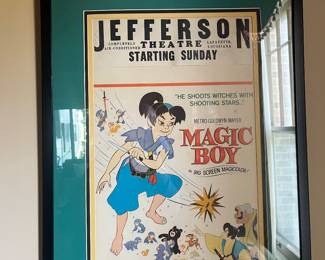 JEFFERSON
COMPLETELY THEATRE LAFAYETTE,
AIR-CONDITIONED LOUISIANA
STARTING SUNDAY
"HE SHOOTS WITCHES WITH
SHOOTING STARS.."
METRO-GOLDWYN-MAYER
MAGIC
BOY
in BIG SCREEN MAGICOLOR!